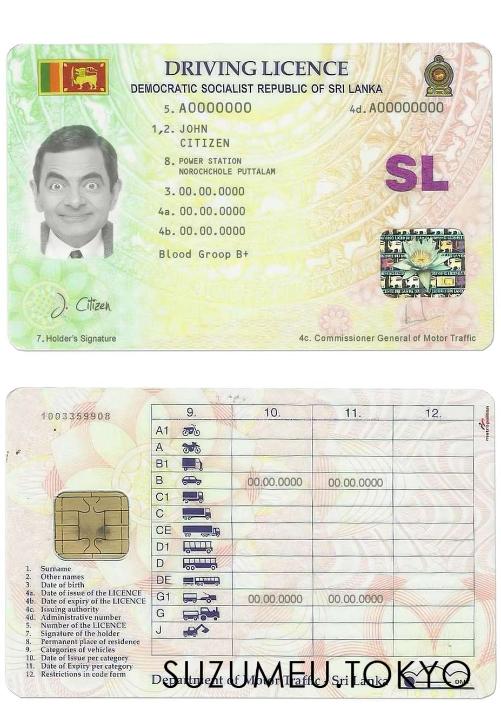 DRIVING LICENCE
DEMOCRATIC SOCIALIST REPUBLIC OF SRI LANKA
5. A0000000 4d. A00000000
1,2. JOHN
CITIZEN
8. POWER STATION
NOROCHCHOLE PUTTALAM
3. 00.00.0000
SL
4a. 00.00.0000
4b. 00.00.0000
Blood Group B+
J. Citizen
7. Holder's Signature 4c. Commissioner General of Motor Traffic
1003359908
9. 10. 11. 12.
A1
A
B1
B 00.00.0000 00.00.0000
C1
C
CE
D1
D
DE
G1 00.00.0000 00.00.0000
G
J
1. Surname
2. Other names
3. Date of birth
4a. Date of issue of the LICENCE
4b. Date of expiry of the LICENCE
4c. Issuing authority
4d. Administrative number
5. Number of the LICENCE
7. Signature of the holder
8. Permanent place of residence
9. Categories of vehicles
10. Date of Issue per category
11. Date of Expiry per category
12. Restrictions in code form
Department of Motor Traffic - Sri Lanka
SUZUMEU.TOKYO